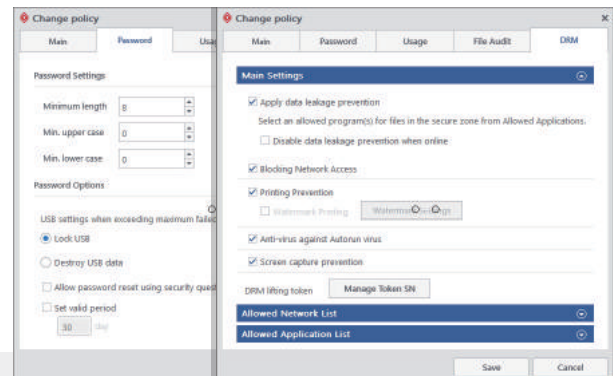 Change policy
Main
Password
Password Settings
Minimum length
8
Min. upper case
0
Min. lower case
0
Password Options
USB settings when exceeding maximum
Lock USB
Destroy USB data
Allow password reset using security
Set valid period
30
day
Change policy
Main
Password
Usage
File Audit
DRM
Main Settings
Apply data leakage prevention
Select an allowed program(s) for files in the secure zone from Allowed Applications.
Disable data leakage prevention when online
Blocking Network Access
Printing Prevention
Watermark Printing
Watermark Settings
Anti-virus against Autorun virus
Screen capture prevention
DRM lifting token
Manage Token SN
Allowed Network List
Allowed Application List
Save
Cancel